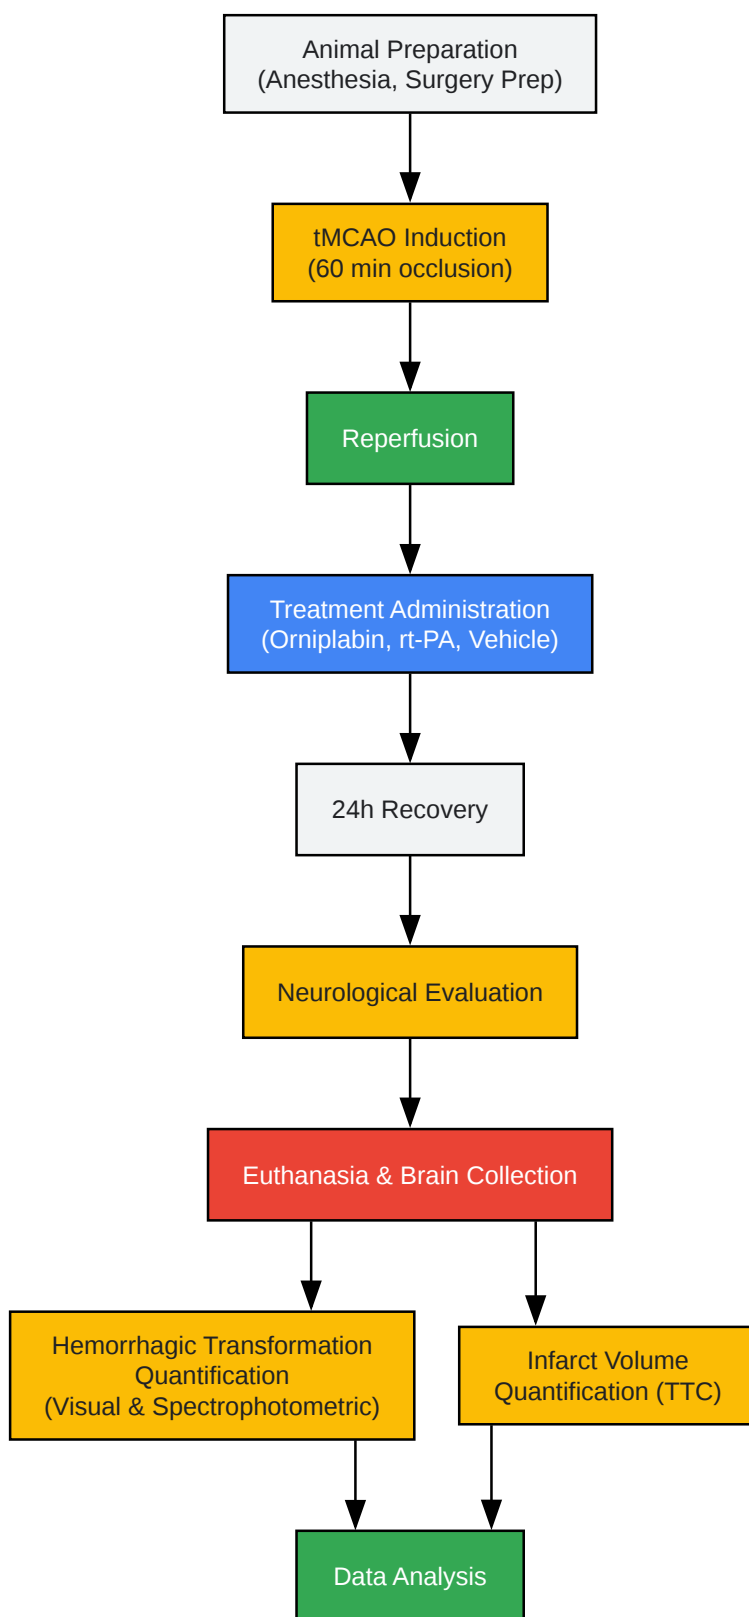 Animal Preparation
(Anesthesia, Surgery Prep)
tMCAO Induction
(60 min occlusion)
Reperfusion
Treatment Administration
(Orniplabin, rt-PA, Vehicle)
24h Recovery
Neurological Evaluation
Euthanasia & Brain Collection
Hemorrhagic Transformation
Quantification
(Visual & Spectrophotometric)
Infarct Volume
Quantification (TTC)
Data Analysis